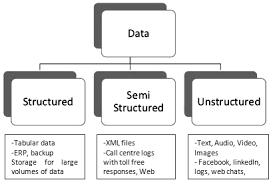 Data
Structured
Semi
Structured
Unstructured
-Tabular data
-ERP, backup
Storage for large
volumes of data
-XML files
-Call centre logs
with toll free
responses, Web
-Text, Audio, Video,
Images
- Facebook, linkedIn,
logs, web chats,